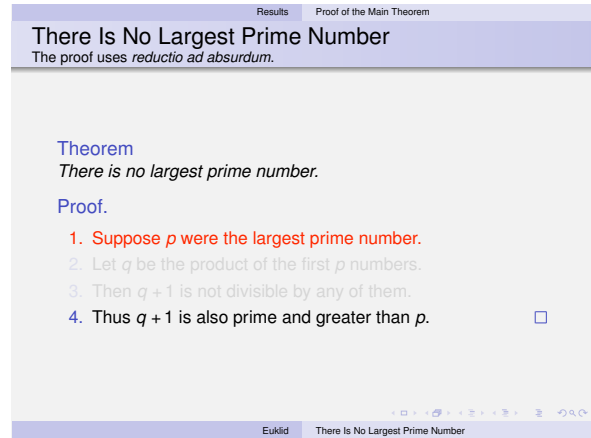 Results Proof of the Main Theorem
There Is No Largest Prime Number
The proof uses reductio ad absurdum.
Theorem
There is no largest prime number.
Proof.
1. Suppose p were the largest prime number.
2. Let q be the product of the first p numbers.
3. Then q + 1 is not divisible by any of them.
4. Thus q + 1 is also prime and greater than p.
Euklid There Is No Largest Prime Number